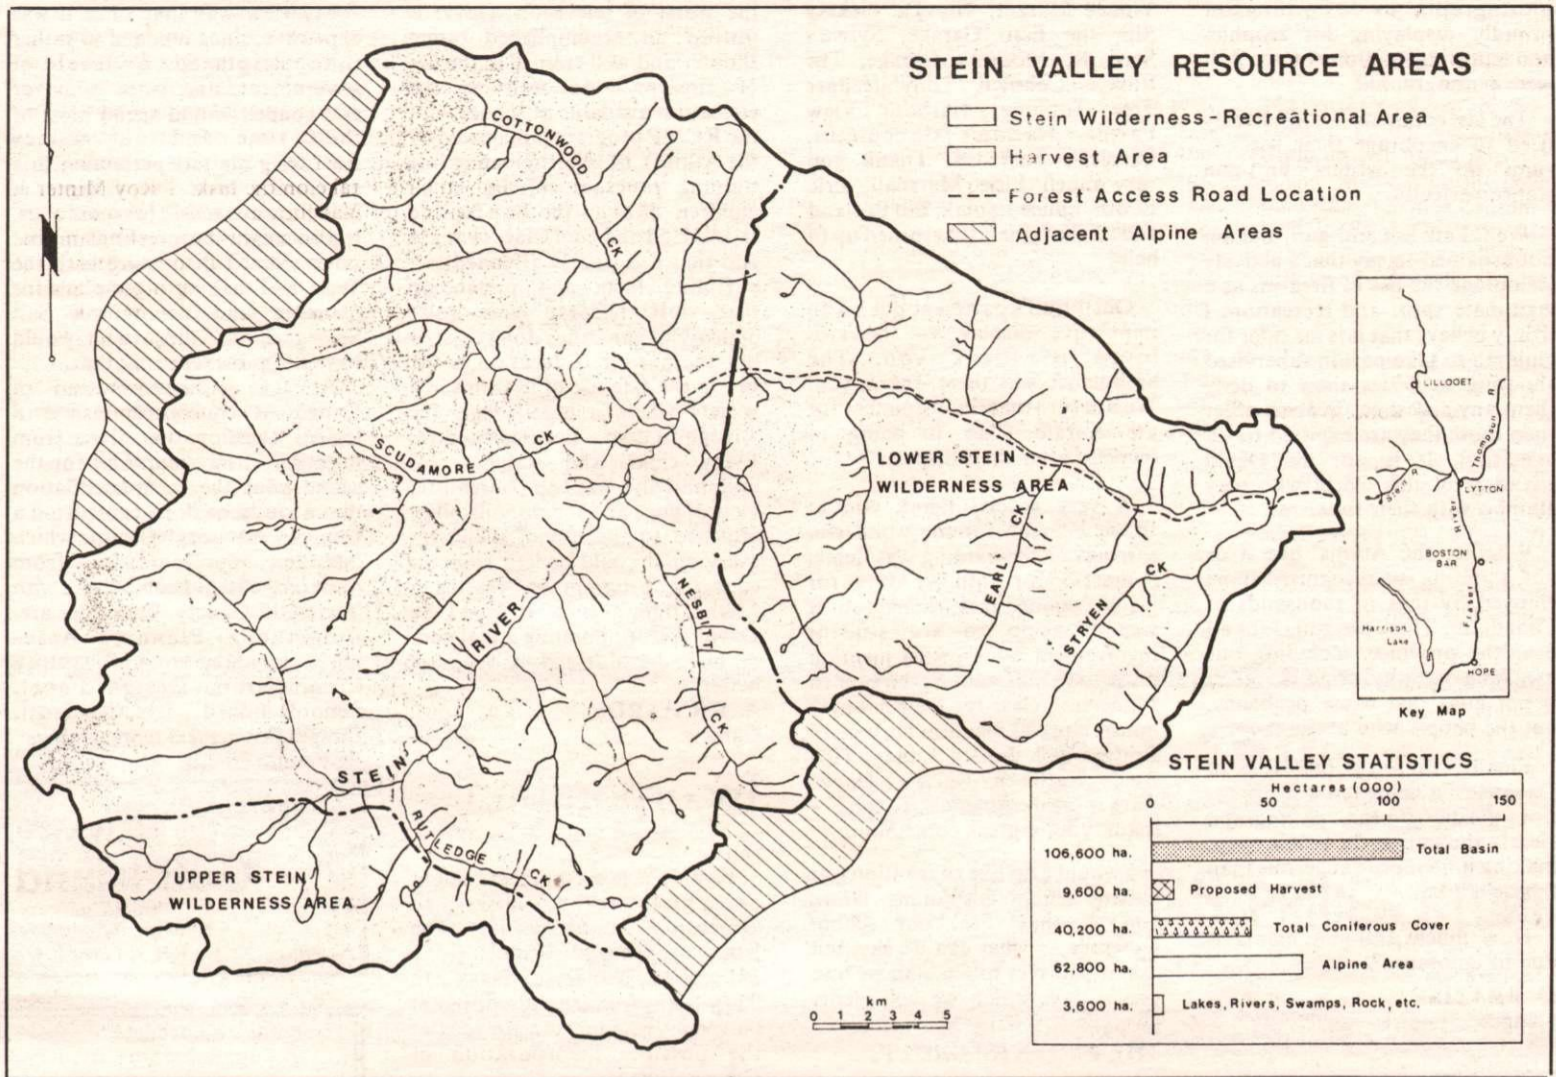 STEIN VALLEY RESOURCE AREAS
Stein Wilderness-Recreational Area
Harvest Area
Forest Access Road Location
Adjacent Alpine Areas
COTTONWOOD
CK
SCUDAMORE CK
LOWER STEIN
WILDERNESS AREA
EARL CK
STRYEN CK
NESBITT
CK
STEIN RIVER
RUTLEDGE CK
UPPER STEIN
WILDERNESS AREA
km
0 1 2 3 4 5
LILLOOET
Thompson R
Stein R
LYTTON
River
BOSTON
BAR
Fraser
Harrison
Lake
HOPE
Key Map
STEIN VALLEY STATISTICS
Hectares (000)
0 50 100 150
106,600 ha. Total Basin
9,600 ha. Proposed Harvest
40,200 ha. Total Coniferous Cover
62,800 ha. Alpine Area
3,600 ha. Lakes, Rivers, Swamps, Rock, etc.